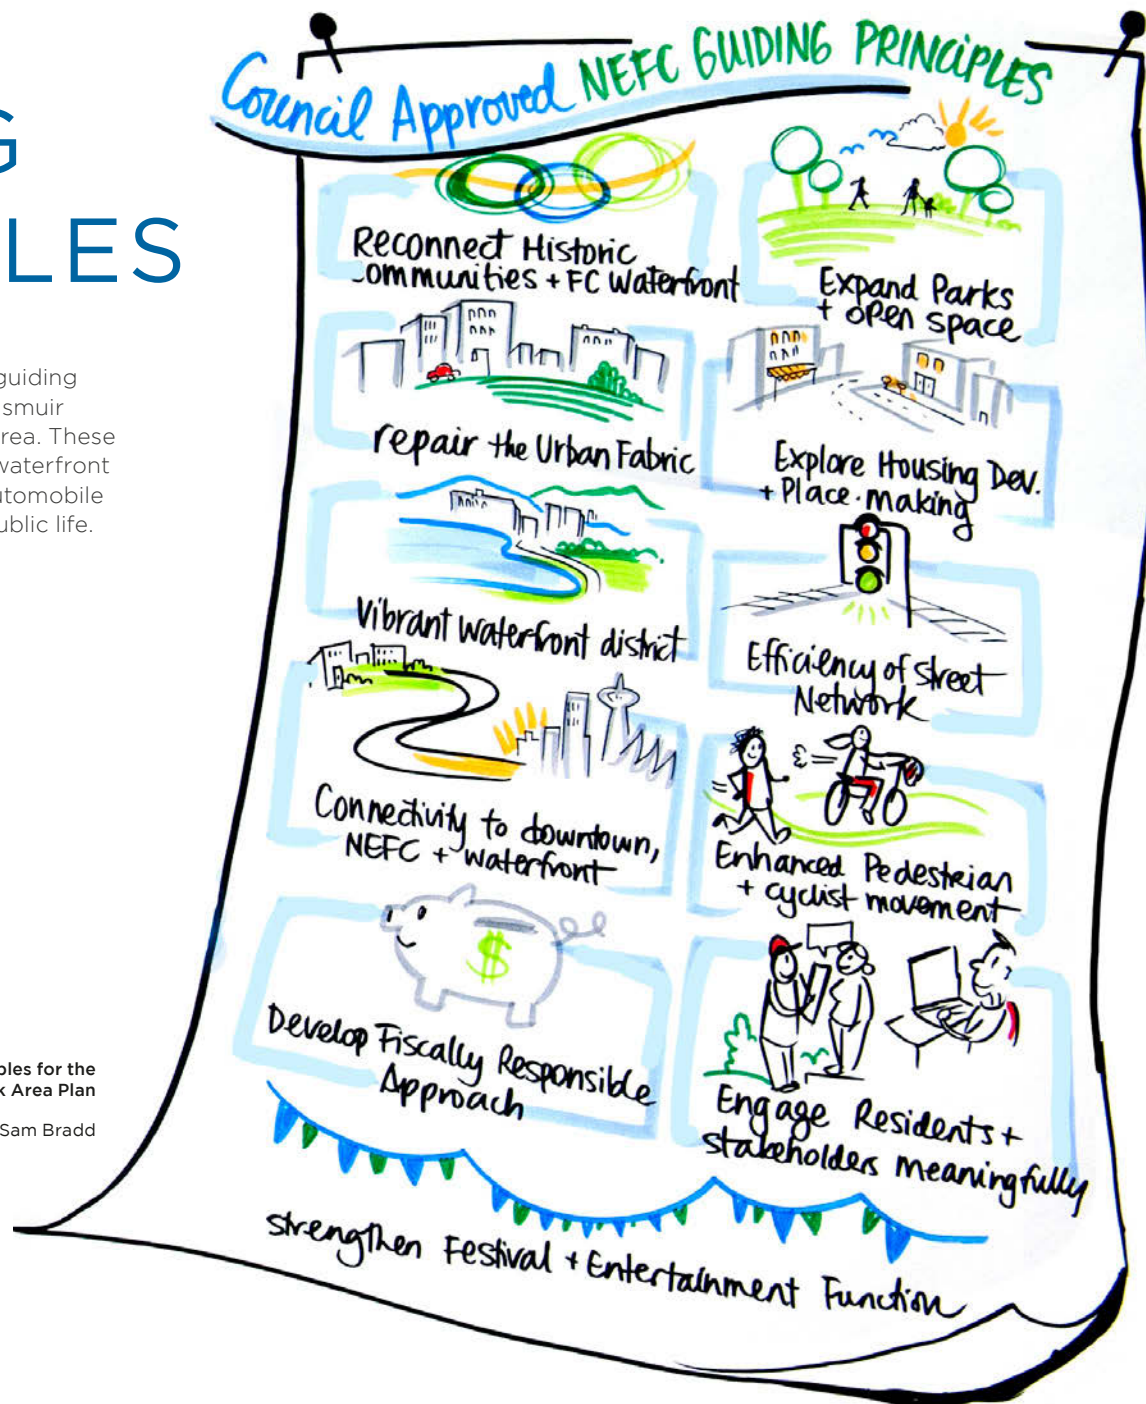 G
LES
guiding
smuir
rea. These
waterfront
utomobile
ublic life.
Council Approved NEFC GUIDING PRINCIPLES
Reconnect Historic
communities + FC Waterfront
Expand Parks
+ open space
repair the Urban Fabric
Explore Housing Dev.
+ Place-making
Vibrant waterfront district
Efficiency of Street
Network
Connectivity to downtown,
NEFC + waterfront
Enhanced Pedestrian
+ cyclist movement
$
Develop Fiscally Responsible
Approach
Engage Residents +
stakeholders meaningfully
strengthen Festival + Entertainment Function
ples for the
k Area Plan
Sam Bradd